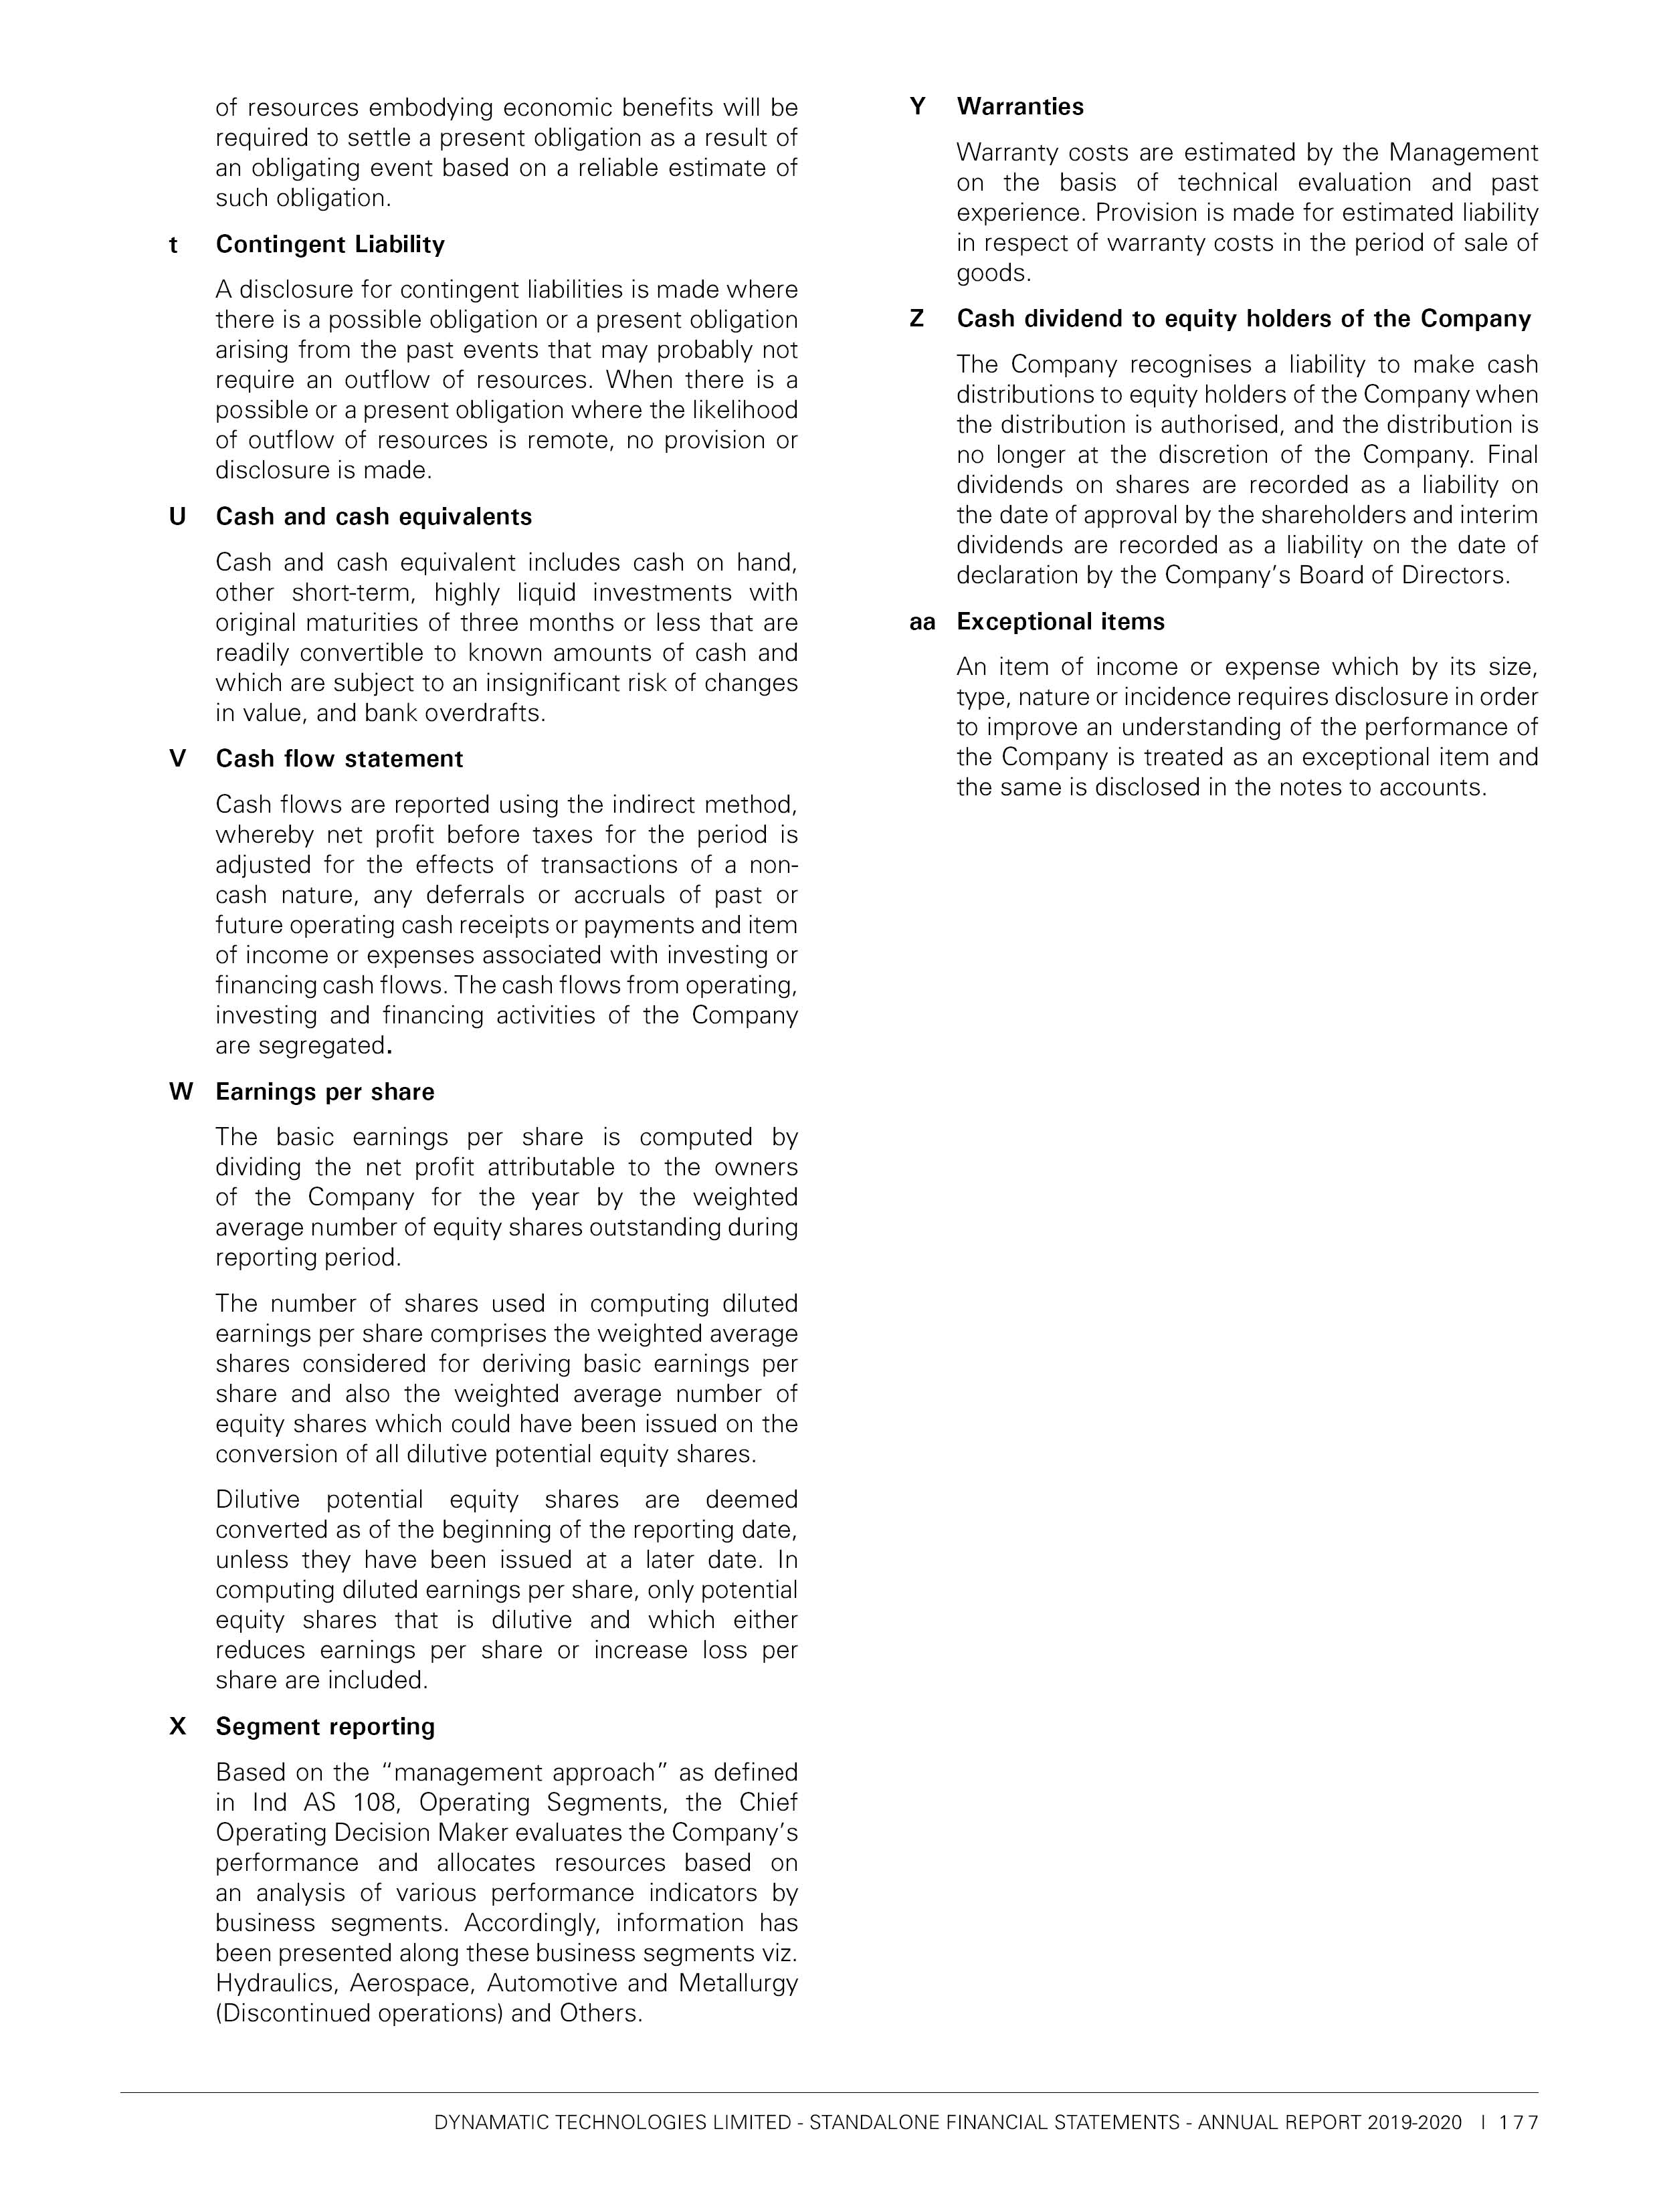 of resources embodying economic benefits will be
required to settle a present obligation as a result of
an obligating event based on a reliable estimate of
such obligation.
t Contingent Liability
A disclosure for contingent liabilities is made where
there is a possible obligation or a present obligation
arising from the past events that may probably not
require an outflow of resources. When there is a
possible or a present obligation where the likelihood
of outflow of resources is remote, no provision or
disclosure is made.
U Cash and cash equivalents
Cash and cash equivalent includes cash on hand,
other short-term, highly liquid investments with
original maturities of three months or less that are
readily convertible to known amounts of cash and
which are subject to an insignificant risk of changes
in value, and bank overdrafts.
V Cash flow statement
Cash flows are reported using the indirect method,
whereby net profit before taxes for the period is
adjusted for the effects of transactions of a non-
cash nature, any deferrals or accruals of past or
future operating cash receipts or payments and item
of income or expenses associated with investing or
financing cash flows. The cash flows from operating,
investing and financing activities of the Company
are segregated.
W Earnings per share
The basic earnings per share is computed by
dividing the net profit attributable to the owners
of the Company for the year by the weighted
average number of equity shares outstanding during
reporting period.
The number of shares used in computing diluted
earnings per share comprises the weighted average
shares considered for deriving basic earnings per
share and also the weighted average number of
equity shares which could have been issued on the
conversion of all dilutive potential equity shares.
Dilutive potential equity shares are deemed
converted as of the beginning of the reporting date,
unless they have been issued at a later date. In
computing diluted earnings per share, only potential
equity shares that is dilutive and which either
reduces earnings per share or increase loss per
share are included.
X Segment reporting
Based on the “management approach” as defined
in Ind AS 108, Operating Segments, the Chief
Operating Decision Maker evaluates the Company’s
performance and allocates resources based on
an analysis of various performance indicators by
business segments. Accordingly, information has
been presented along these business segments viz.
Hydraulics, Aerospace, Automotive and Metallurgy
(Discontinued operations) and Others.
Y Warranties
Warranty costs are estimated by the Management
on the basis of technical evaluation and past
experience. Provision is made for estimated liability
in respect of warranty costs in the period of sale of
goods.
Z Cash dividend to equity holders of the Company
The Company recognises a liability to make cash
distributions to equity holders of the Company when
the distribution is authorised, and the distribution is
no longer at the discretion of the Company. Final
dividends on shares are recorded as a liability on
the date of approval by the shareholders and interim
dividends are recorded as a liability on the date of
declaration by the Company’s Board of Directors.
aa Exceptional items
An item of income or expense which by its size,
type, nature or incidence requires disclosure in order
to improve an understanding of the performance of
the Company is treated as an exceptional item and
the same is disclosed in the notes to accounts.
DYNAMATIC TECHNOLOGIES LIMITED - STANDALONE FINANCIAL STATEMENTS - ANNUAL REPORT 2019-2020 | 177